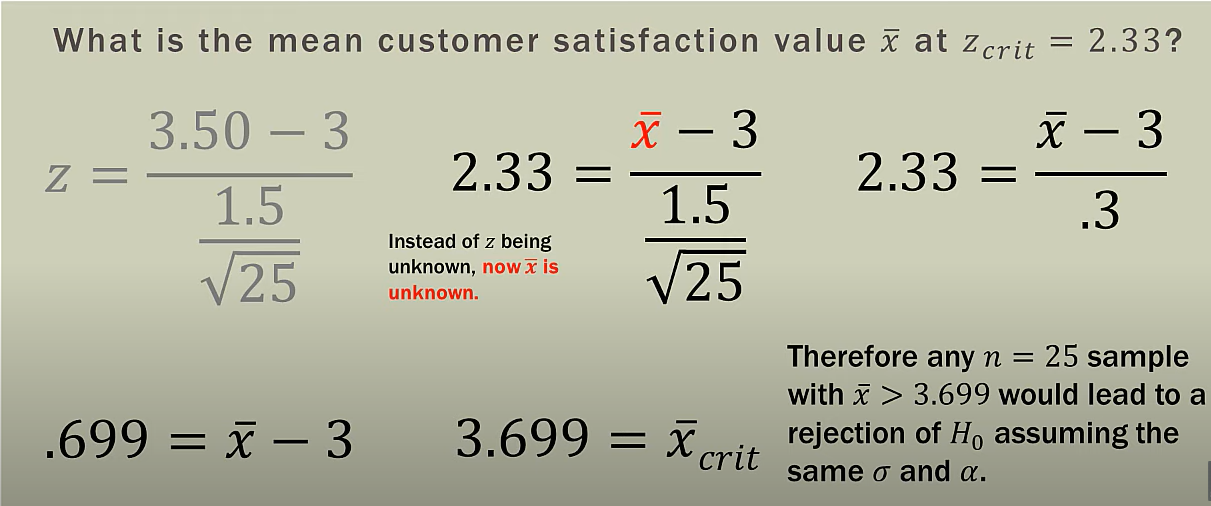 What is the mean customer satisfaction value x̄ at z_crit = 2.33?
z = (3.50 − 3) / (1.5 / √25)
2.33 = (x̄ − 3) / (1.5 / √25)
2.33 = (x̄ − 3) / .3
Instead of z being
unknown, now x̄ is
unknown.
.699 = x̄ − 3
3.699 = x̄_crit
Therefore any n = 25 sample
with x̄ > 3.699 would lead to a
rejection of H₀ assuming the
same σ and α.